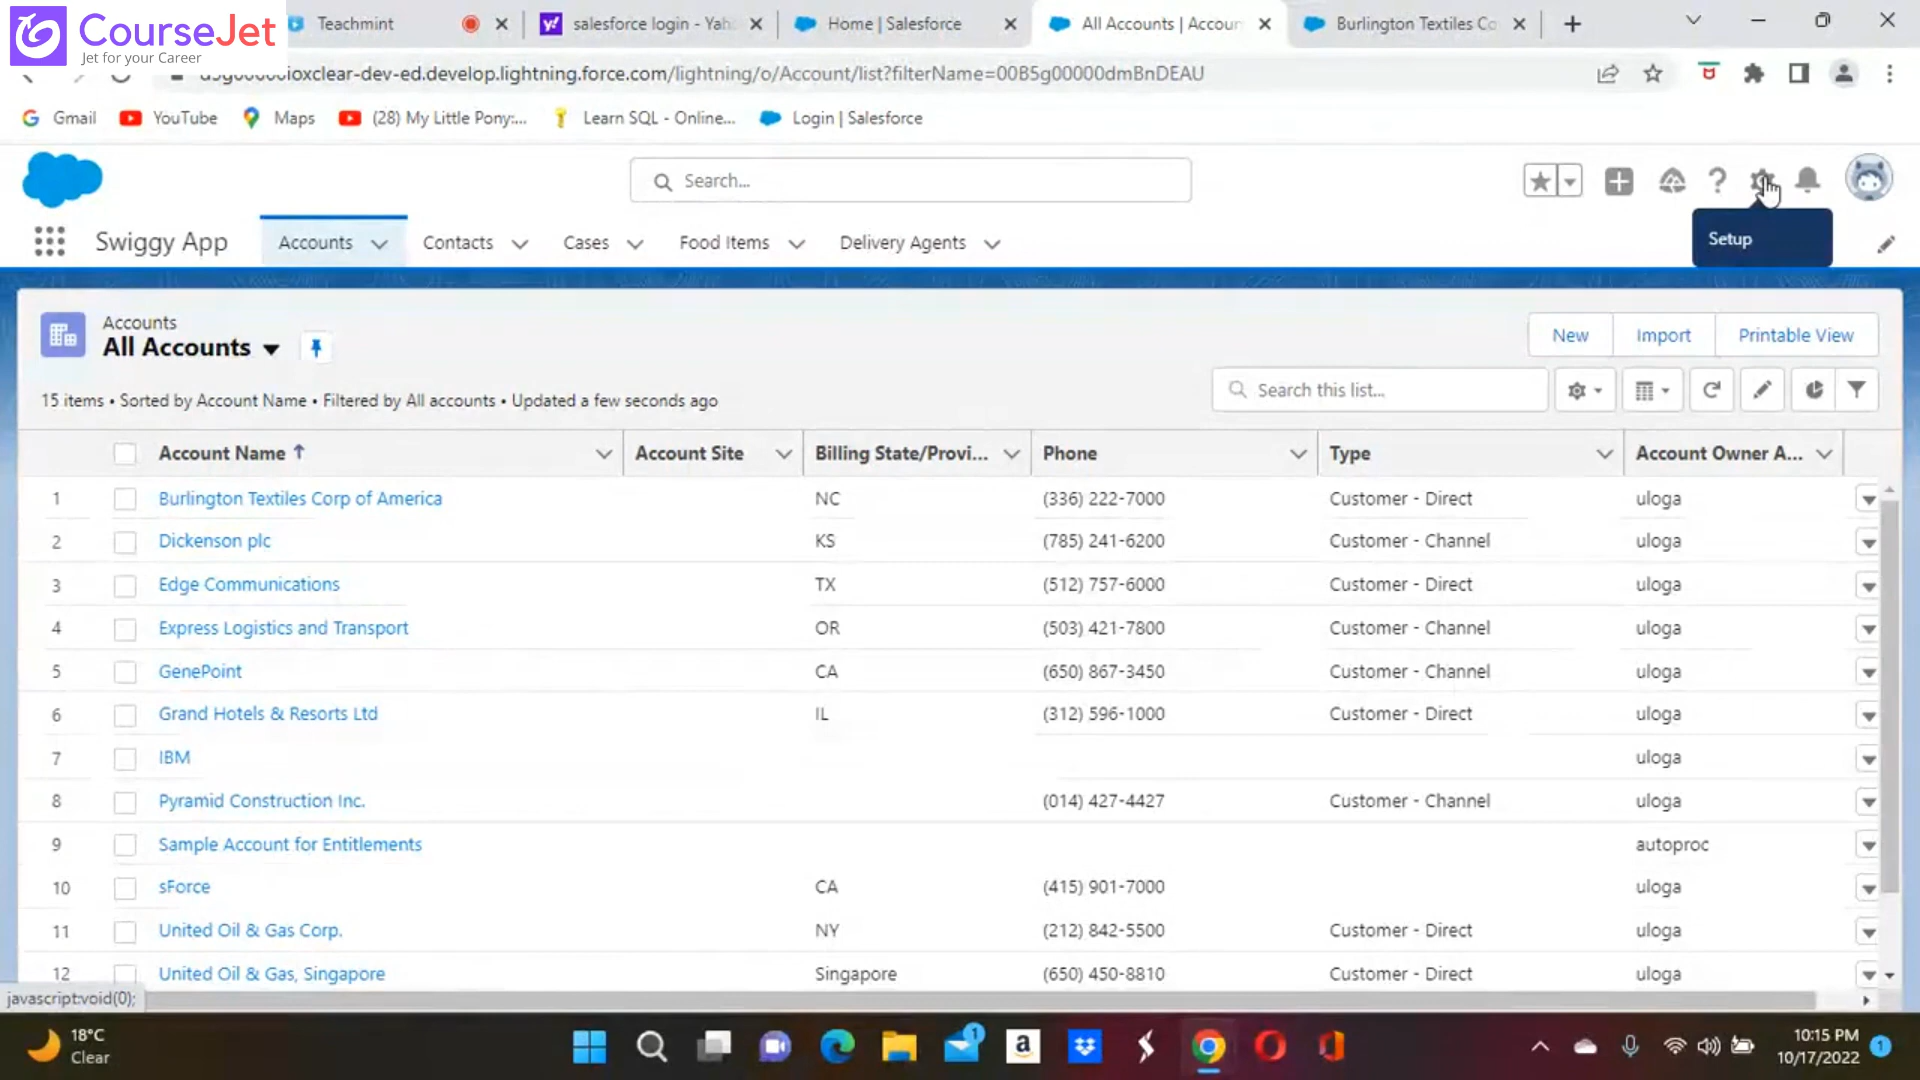 CourseJet
Jet for your Career
Teachmint
salesforce login - Yah
Home | Salesforce
All Accounts | Accoun
Burlington Textiles Co
lightning.force.com/lightning/o/Account/list?filterName=00B5g00000dmBnDEAU
Gmail
YouTube
Maps
(28) My Little Pony:...
Learn SQL - Online...
Login | Salesforce
Search...
Swiggy App
Accounts
Contacts
Cases
Food Items
Delivery Agents
Setup
Accounts
All Accounts
New
Import
Printable View
15 items • Sorted by Account Name • Filtered by All accounts • Updated a few seconds ago
Search this list...
Account Name ↑ Account Site Billing State/Provi... Phone Type Account Owner A...
1 Burlington Textiles Corp of America NC (336) 222-7000 Customer - Direct uloga
2 Dickenson plc KS (785) 241-6200 Customer - Channel uloga
3 Edge Communications TX (512) 757-6000 Customer - Direct uloga
4 Express Logistics and Transport OR (503) 421-7800 Customer - Channel uloga
5 GenePoint CA (650) 867-3450 Customer - Channel uloga
6 Grand Hotels & Resorts Ltd IL (312) 596-1000 Customer - Direct uloga
7 IBM uloga
8 Pyramid Construction Inc. (014) 427-4427 Customer - Channel uloga
9 Sample Account for Entitlements autoproc
10 sForce CA (415) 901-7000 uloga
11 United Oil & Gas Corp. NY (212) 842-5500 Customer - Direct uloga
12 United Oil & Gas, Singapore Singapore (650) 450-8810 Customer - Direct uloga
javascript:void(0);
18°C
Clear
1
10:15 PM
10/17/2022
1